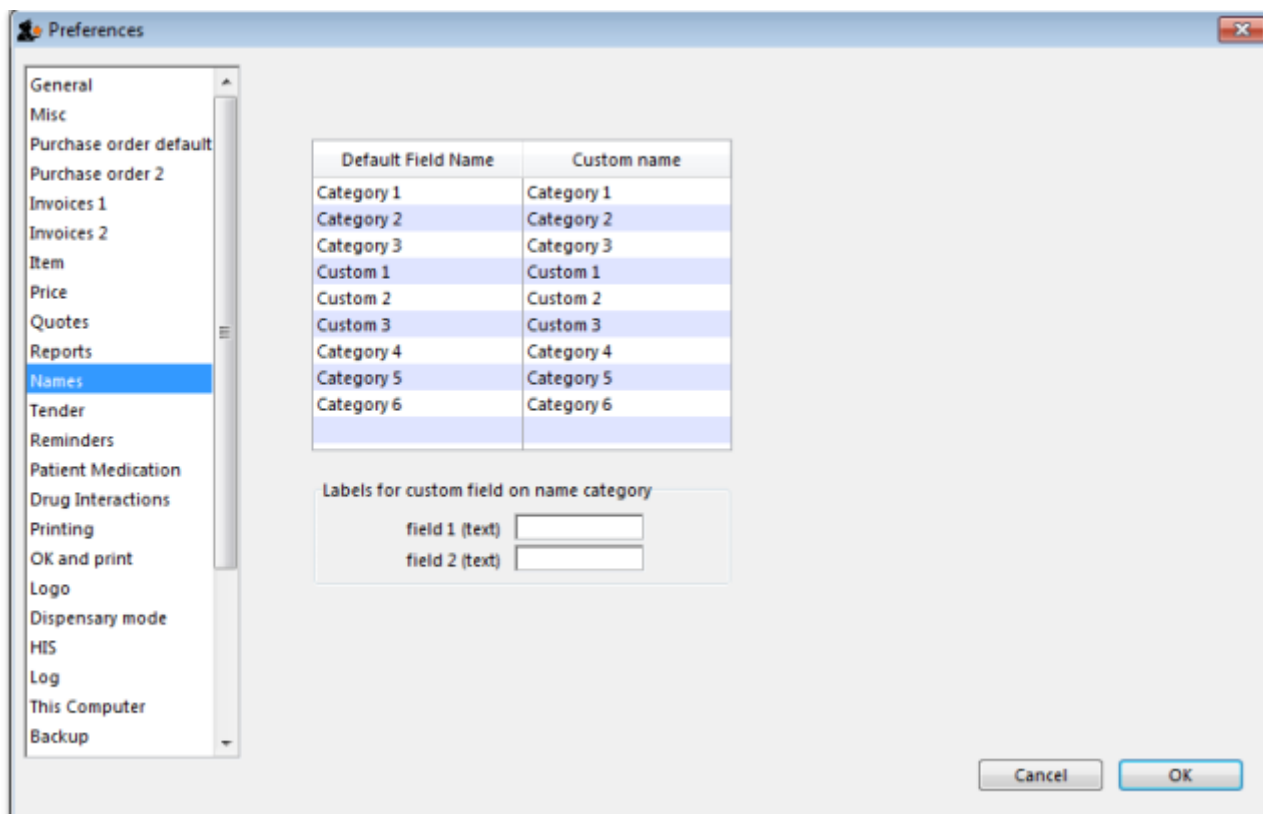 Preferences
General
Misc
Purchase order default
Purchase order 2
Invoices 1
Invoices 2
Item
Price
Quotes
Reports
Names
Tender
Reminders
Patient Medication
Drug Interactions
Printing
OK and print
Logo
Dispensary mode
HIS
Log
This Computer
Backup
Default Field Name Custom name
Category 1 Category 1
Category 2 Category 2
Category 3 Category 3
Custom 1 Custom 1
Custom 2 Custom 2
Custom 3 Custom 3
Category 4 Category 4
Category 5 Category 5
Category 6 Category 6
Labels for custom field on name category
field 1 (text)
field 2 (text)
Cancel OK